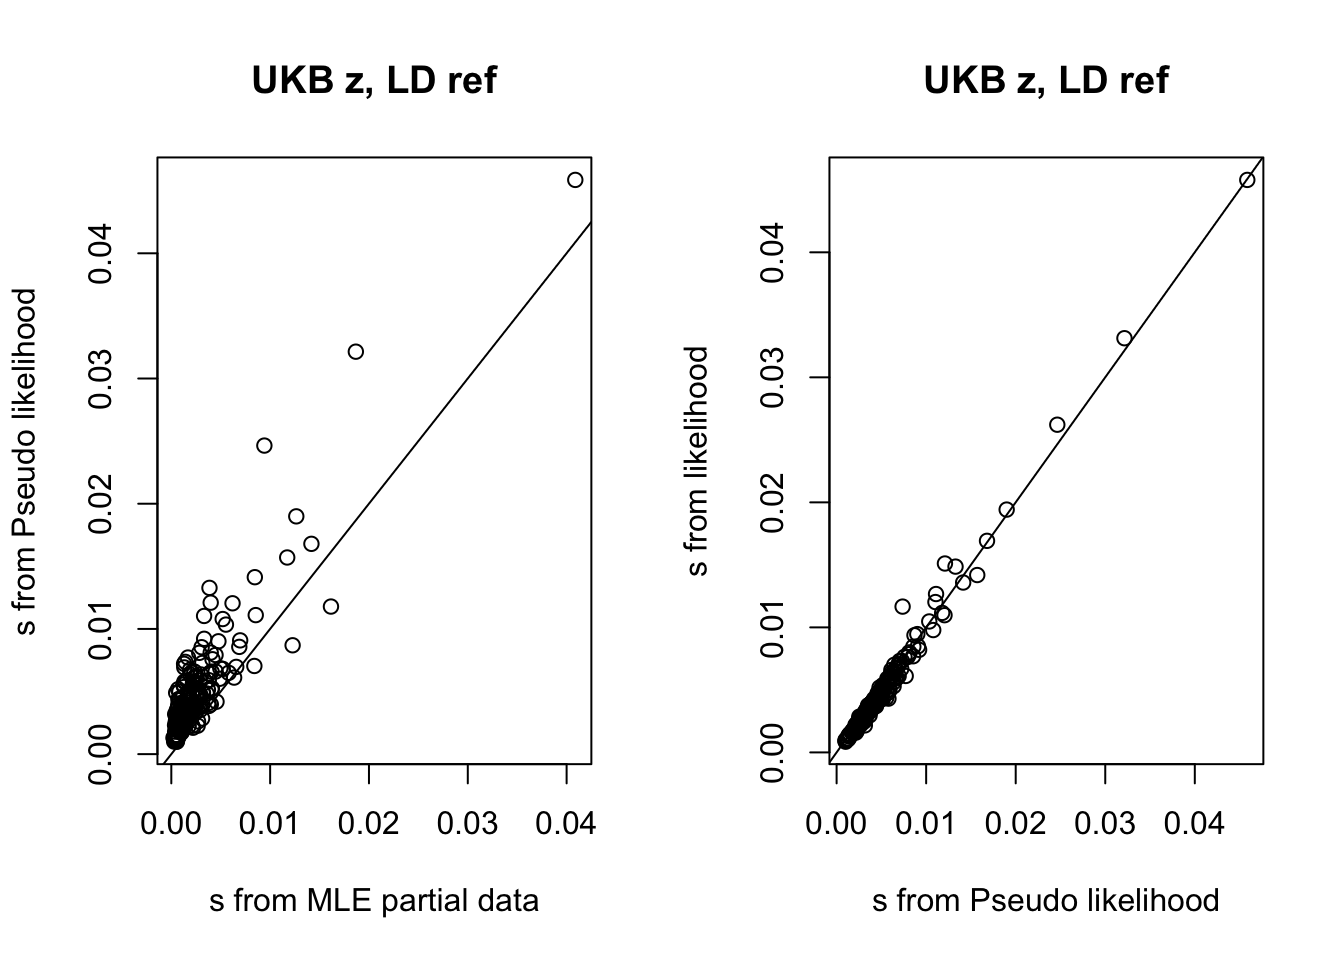 UKB z, LD ref
s from Pseudo likelihood
0.04
0.03
0.02
0.01
0.00
0.00 0.01 0.02 0.03 0.04
s from MLE partial data
UKB z, LD ref
s from likelihood
0.04
0.03
0.02
0.01
0.00
0.00 0.01 0.02 0.03 0.04
s from Pseudo likelihood